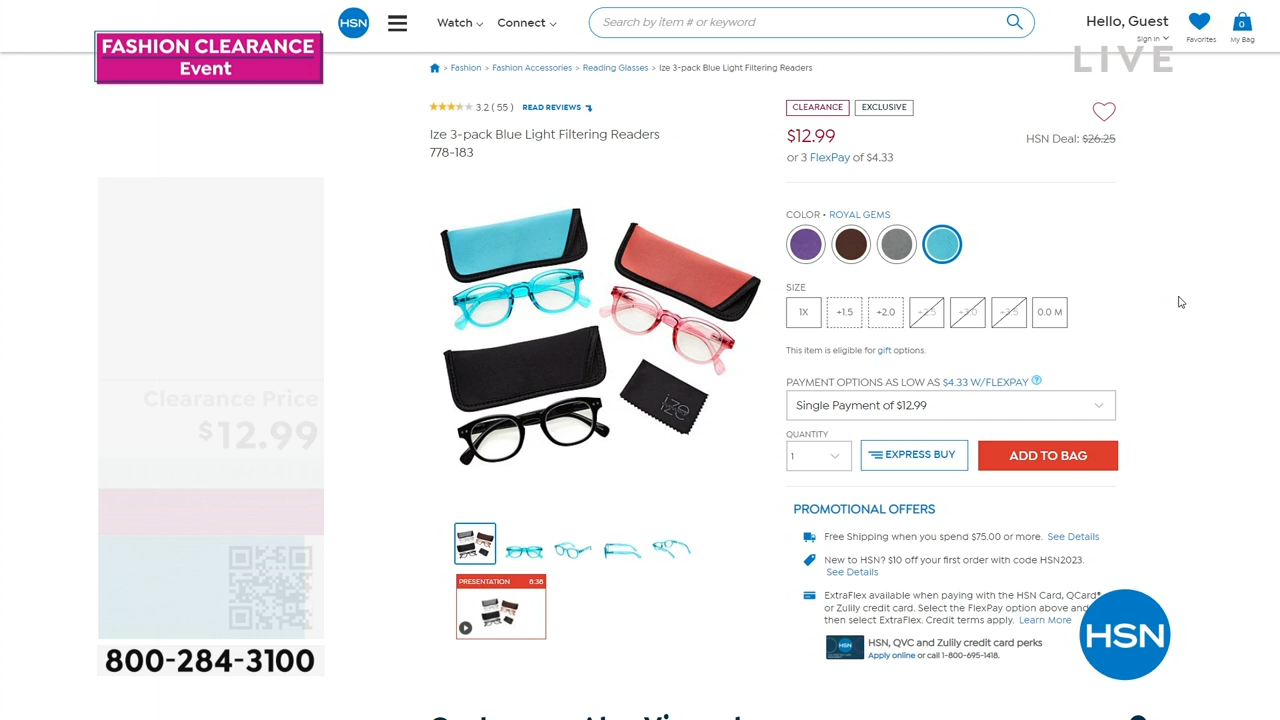 FASHION CLEARANCE
Event
HSN
Watch
Connect
Search by item # or keyword
Hello, Guest
Sign In
Favorites
0
My Bag
LIVE
> Fashion > Fashion Accessories > Reading Glasses > Ize 3-pack Blue Light Filtering Readers
3.2 ( 55 )
READ REVIEWS
Ize 3-pack Blue Light Filtering Readers
778-183
CLEARANCE
EXCLUSIVE
$12.99
HSN Deal: $26.25
or 3 FlexPay of $4.33
COLOR • ROYAL GEMS
SIZE
1X
+1.5
+2.0
+2.5
+3.0
+3.5
0.0 M
This item is eligible for gift options.
PAYMENT OPTIONS AS LOW AS $4.33 W/FLEXPAY
Single Payment of $12.99
QUANTITY
1
EXPRESS BUY
ADD TO BAG
Clearance Price
$12.99
ize
PRESENTATION 8:38
PROMOTIONAL OFFERS
Free Shipping when you spend $75.00 or more. See Details
New to HSN? $10 off your first order with code HSN2023.
See Details
ExtraFlex available when paying with the HSN Card, QCard®
or Zulily credit card. Select the FlexPay option above and
then select ExtraFlex. Credit terms apply. Learn More
HSN, QVC and Zulily credit card perks
Apply online or call 1-800-695-1418.
HSN
800-284-3100